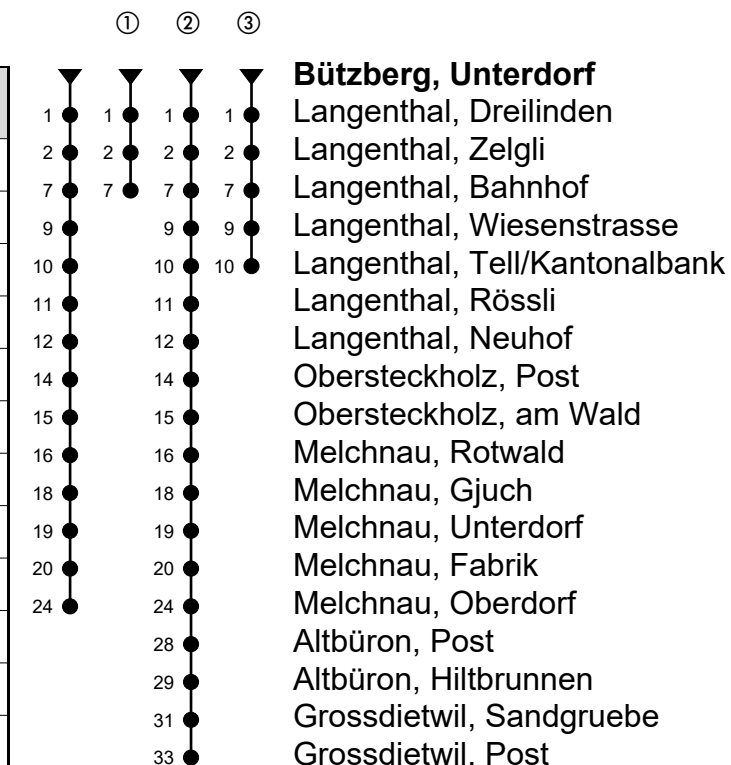 ① ② ③
Bützberg, Unterdorf
1 1 1 1 Langenthal, Dreilinden
2 2 2 2 Langenthal, Zelgli
7 7 7 7 Langenthal, Bahnhof
9 9 9 Langenthal, Wiesenstrasse
10 10 10 Langenthal, Tell/Kantonalbank
11 11 Langenthal, Rössli
12 12 Langenthal, Neuhof
14 14 Obersteckholz, Post
15 15 Obersteckholz, am Wald
16 16 Melchnau, Rotwald
18 18 Melchnau, Gjuch
19 19 Melchnau, Unterdorf
20 20 Melchnau, Fabrik
24 24 Melchnau, Oberdorf
28 Altbüron, Post
29 Altbüron, Hiltbrunnen
31 Grossdietwil, Sandgruebe
33 Grossdietwil, Post